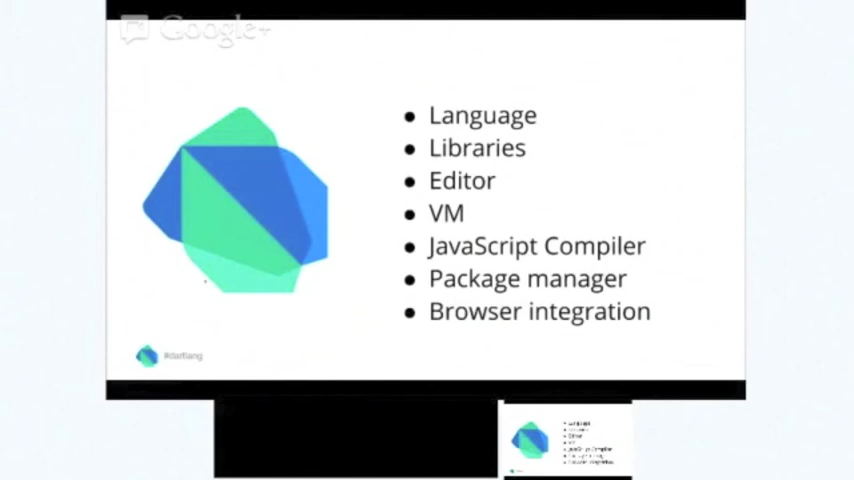 Google+
● Language
● Libraries
● Editor
● VM
● JavaScript Compiler
● Package manager
● Browser integration
#dartlang